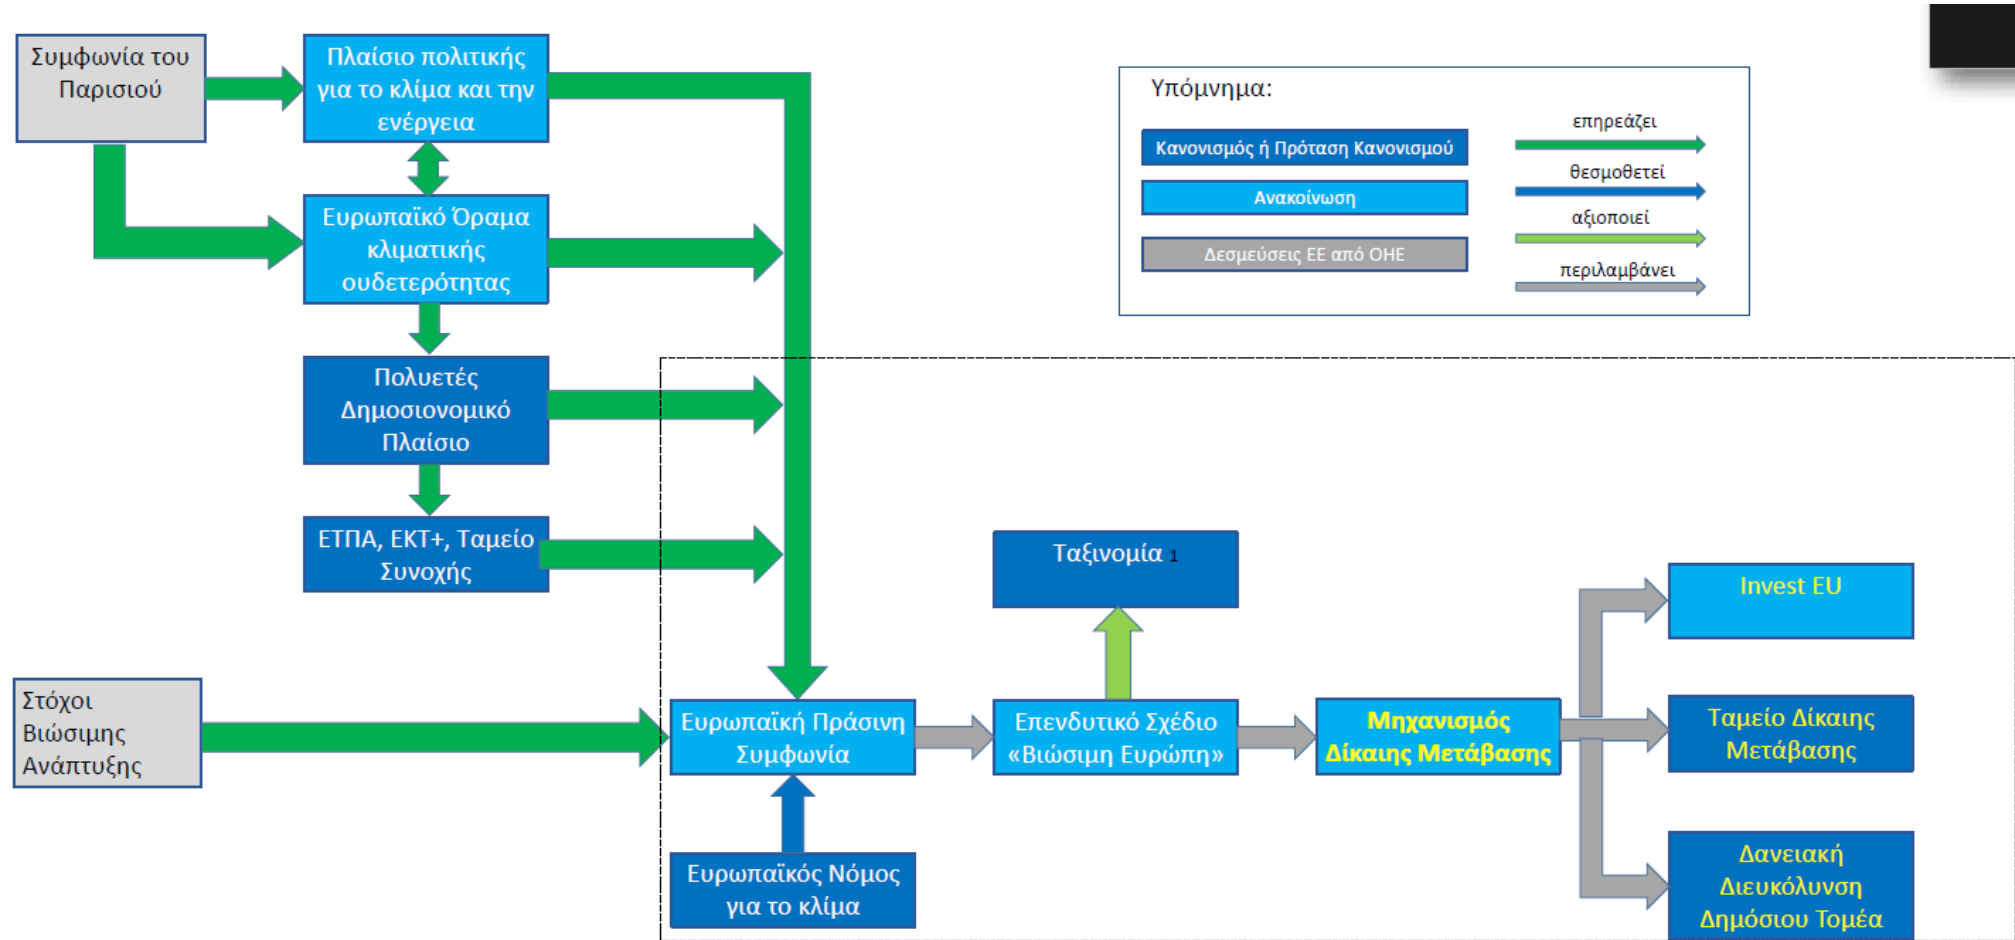 Συμφωνία του
Παρισιού
Πλαίσιο πολιτικής
για το κλίμα και την
ενέργεια
Υπόμνημα:
Κανονισμός ή Πρόταση Κανονισμού
Ανακοίνωση
Δεσμεύσεις ΕΕ από ΟΗΕ
επηρεάζει
θεσμοθετεί
αξιοποιεί
περιλαμβάνει
Ευρωπαϊκό Όραμα
κλιματικής
ουδετερότητας
Πολυετές
Δημοσιονομικό
Πλαίσιο
ΕΤΠΑ, ΕΚΤ+, Ταμείο
Συνοχής
Ταξινομία 1
Invest EU
Στόχοι
Βιώσιμης
Ανάπτυξης
Ευρωπαϊκή Πράσινη
Συμφωνία
Επενδυτικό Σχέδιο
«Βιώσιμη Ευρώπη»
Μηχανισμός
Δίκαιης Μετάβασης
Ταμείο Δίκαιης
Μετάβασης
Ευρωπαϊκός Νόμος
για το κλίμα
Δανειακή
Διευκόλυνση
Δημόσιου Τομέα